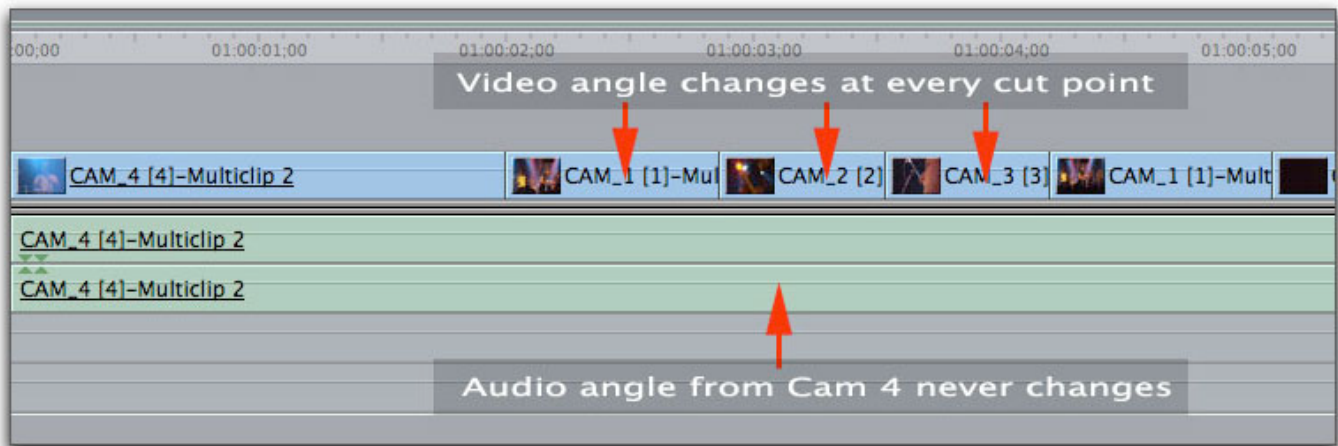 :00;00 01:00:01;00 01:00:02;00 01:00:03;00 01:00:04;00 01:00:05;00
Video angle changes at every cut point
CAM_4 [4]-Multiclip 2 CAM_1 [1]-Mul CAM_2 [2] CAM_3 [3] CAM_1 [1]-Mult
CAM_4 [4]-Multiclip 2
CAM_4 [4]-Multiclip 2
Audio angle from Cam 4 never changes